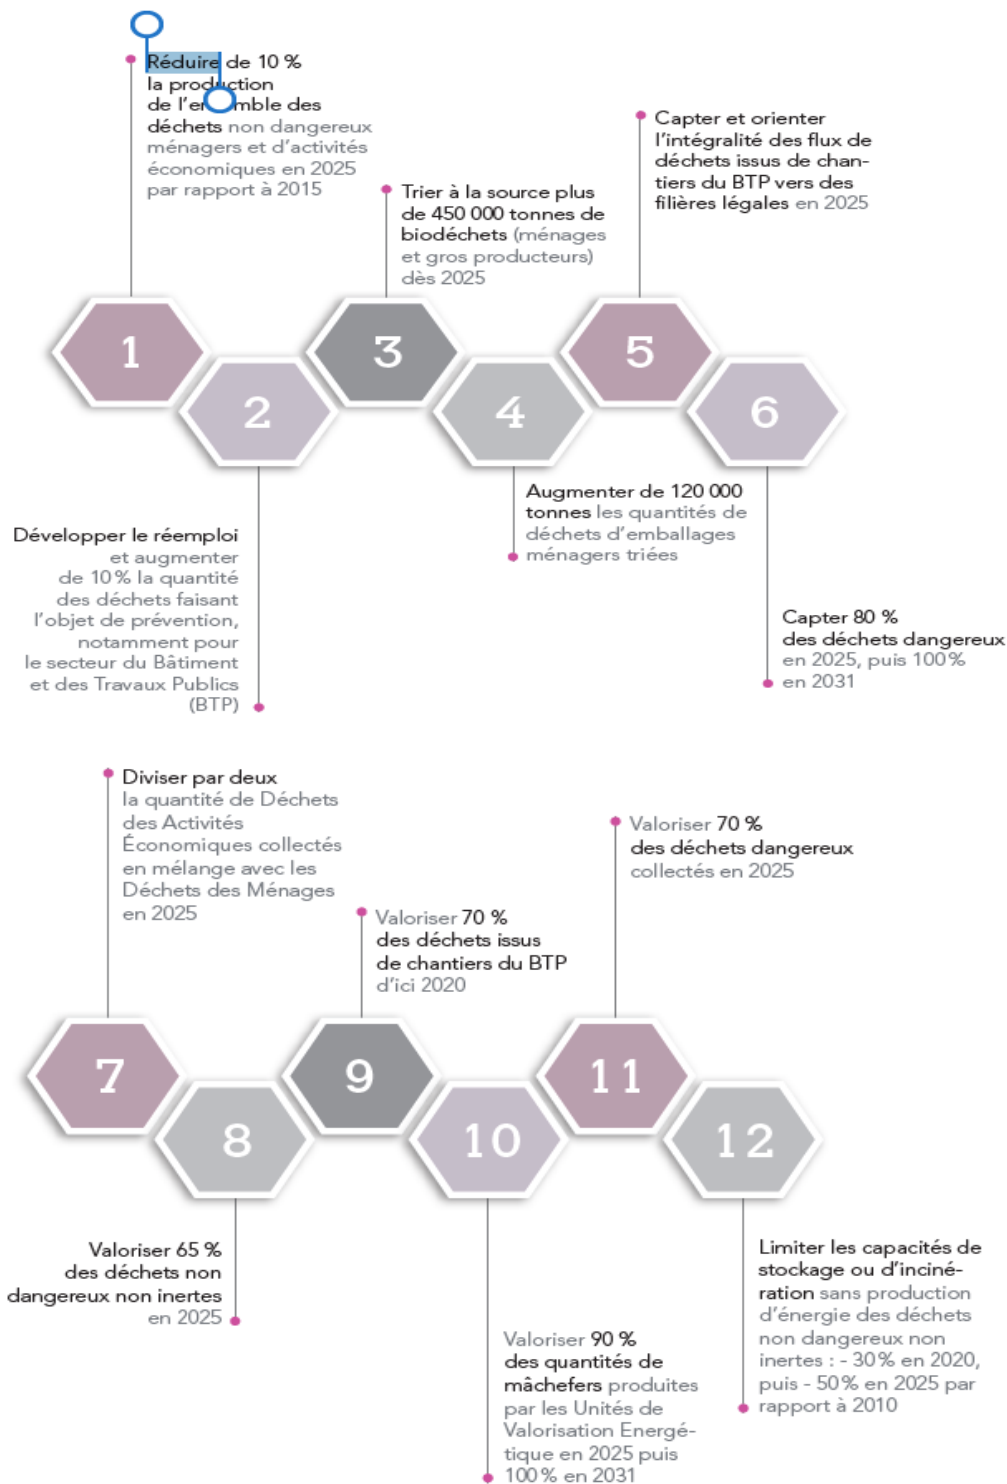 Réduire de 10 %
la production
de l'ensemble des
déchets non dangereux
ménagers et d'activités
économiques en 2025
par rapport à 2015
Trier à la source plus
de 450 000 tonnes de
biodéchets (ménages
et gros producteurs)
dès 2025
Capter et orienter
l'intégralité des flux de
déchets issus de chan-
tiers du BTP vers des
filières légales en 2025
1
2
3
4
5
6
Développer le réemploi
et augmenter
de 10 % la quantité
des déchets faisant
l'objet de prévention,
notamment pour
le secteur du Bâtiment
et des Travaux Publics
(BTP)
Augmenter de 120 000
tonnes les quantités de
déchets d'emballages
ménagers triées
Capter 80 %
des déchets dangereux
en 2025, puis 100 %
en 2031
Diviser par deux
la quantité de Déchets
des Activités
Économiques collectés
en mélange avec les
Déchets des Ménages
en 2025
Valoriser 70 %
des déchets issus
de chantiers du BTP
d'ici 2020
Valoriser 70 %
des déchets dangereux
collectés en 2025
7
8
9
10
11
12
Valoriser 65 %
des déchets non
dangereux non inertes
en 2025
Valoriser 90 %
des quantités de
mâchefers produites
par les Unités de
Valorisation Energé-
tique en 2025 puis
100 % en 2031
Limiter les capacités de
stockage ou d'inciné-
ration sans production
d'énergie des déchets
non dangereux non
inertes : - 30 % en 2020,
puis - 50 % en 2025 par
rapport à 2010